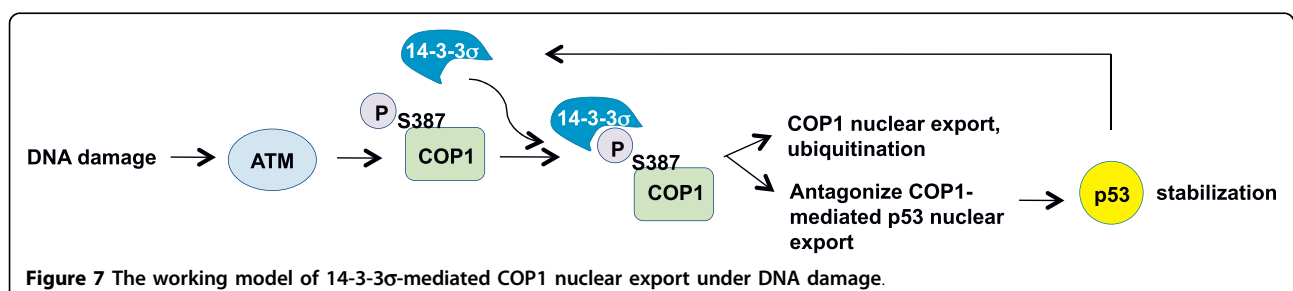 14-3-3σ
P
S387
COP1
DNA damage
ATM
14-3-3σ
P
S387
COP1
COP1 nuclear export,
ubiquitination
Antagonize COP1-
mediated p53 nuclear
export
p53
stabilization
Figure 7 The working model of 14-3-3σ-mediated COP1 nuclear export under DNA damage.